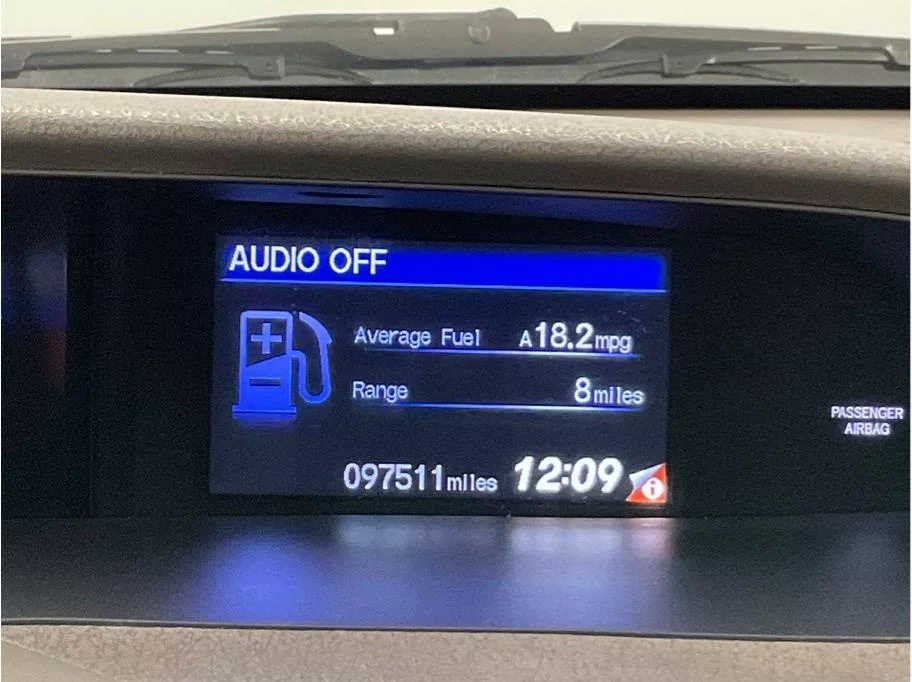 AUDIO OFF
Average Fuel A18.2mpg
Range 8miles
097511miles 12:09 i
PASSENGER
AIRBAG